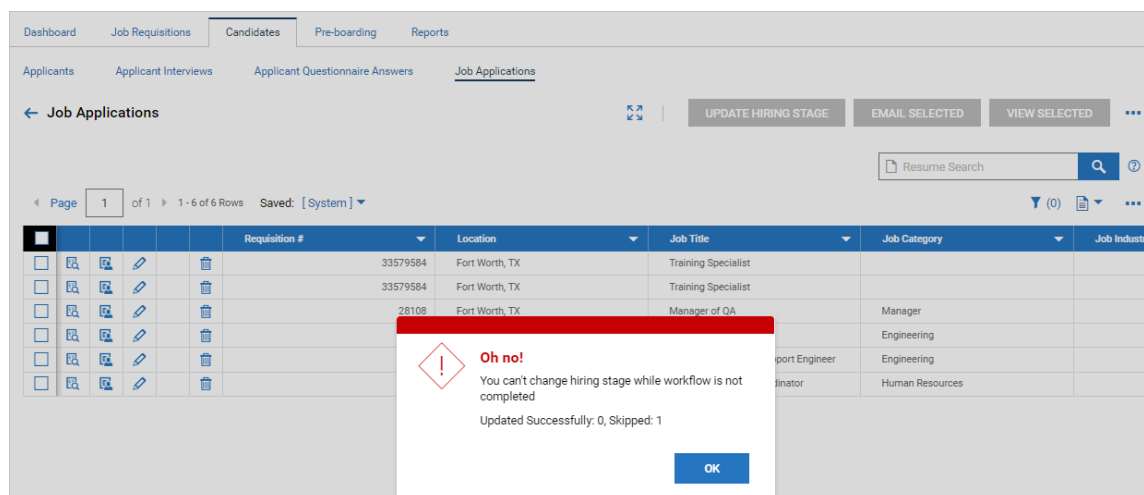 Dashboard Job Requisitions Candidates Pre-boarding Reports
Applicants Applicant Interviews Applicant Questionnaire Answers Job Applications
Job Applications UPDATE HIRING STAGE EMAIL SELECTED VIEW SELECTED
Resume Search
Page 1 of 1 1 - 6 of 6 Rows Saved: [ System ] (0)
Requisition # Location Job Title Job Category Job Industr
33579584 Fort Worth, TX Training Specialist
33579584 Fort Worth, TX Training Specialist
28108 Fort Worth, TX Manager of QA Manager
Engineering
pport Engineer Engineering
dinator Human Resources
Oh no!
You can't change hiring stage while workflow is not
completed
Updated Successfully: 0, Skipped: 1
OK